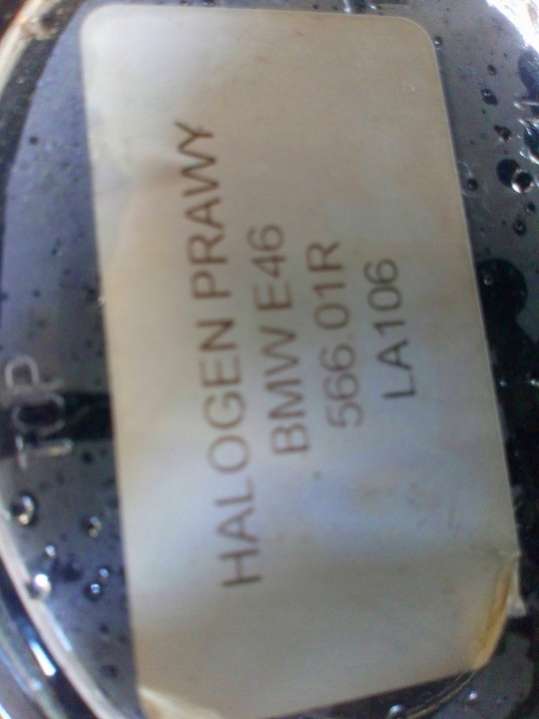 HALOGEN PRAWY
BMW E46
566.01R
LA106
TOP